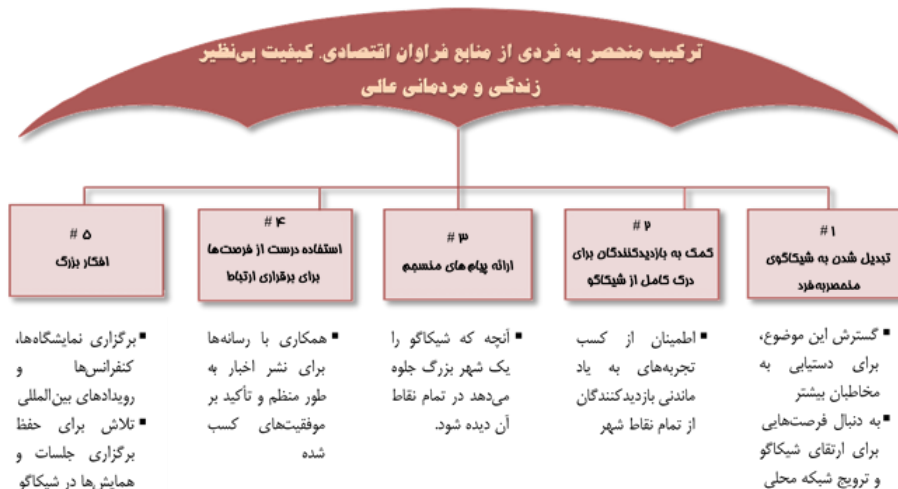 ترکیب منحصر به فردی از منابع فراوان اقتصادی، کیفیت بی‌نظیر
زندگی و مردمانی عالی
# ۱
تبدیل شدن به شیکاگوی
منحصربه‌فرد
# ۲
کمک به بازدیدکنندگان برای
درک کامل از شیکاگو
# ۳
ارائه پیام‌های منسجم
# ۴
استفاده درست از فرصت‌ها
برای برقراری ارتباط
# ۵
افکار بزرگ
▪ گسترش این موضوع،
برای دستیابی به
مخاطبان بیشتر
▪ به دنبال فرصت‌هایی
برای ارتقای شیکاگو
و ترویج شبکه محلی
▪ اطمینان از کسب
تجربه‌های به یاد
ماندنی بازدیدکنندگان
از تمام نقاط شهر
▪ آنچه که شیکاگو را
یک شهر بزرگ جلوه
می‌دهد در تمام نقاط
آن دیده شود.
▪ همکاری با رسانه‌ها
برای نشر اخبار به
طور منظم و تأکید بر
موفقیت‌های کسب
شده
▪ برگزاری نمایشگاه‌ها،
کنفرانس‌ها و
رویدادهای بین‌المللی
▪ تلاش برای حفظ
برگزاری جلسات و
همایش‌ها در شیکاگو